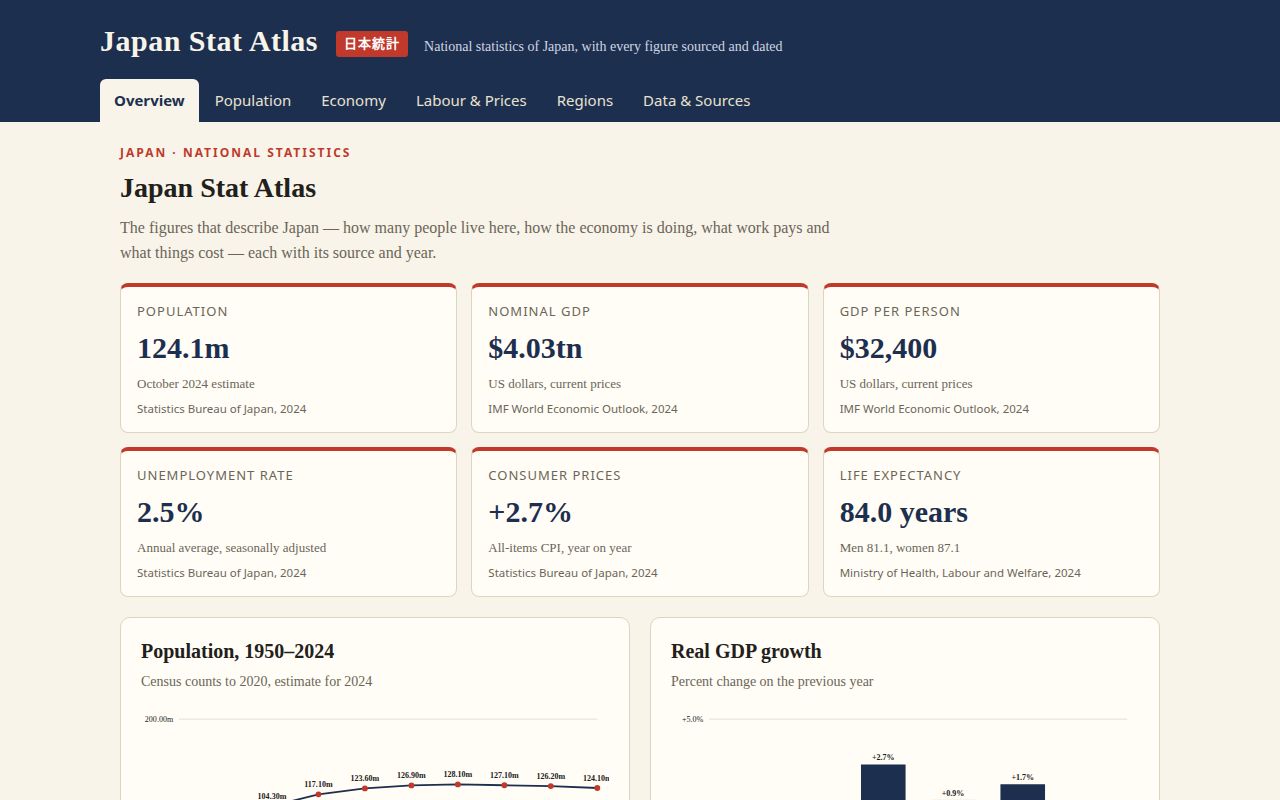 Japan Stat Atlas
日本統計
National statistics of Japan, with every figure sourced and dated
Overview
Population
Economy
Labour & Prices
Regions
Data & Sources
JAPAN · NATIONAL STATISTICS
Japan Stat Atlas
The figures that describe Japan — how many people live here, how the economy is doing, what work pays and
what things cost — each with its source and year.
POPULATION
124.1m
October 2024 estimate
Statistics Bureau of Japan, 2024
NOMINAL GDP
$4.03tn
US dollars, current prices
IMF World Economic Outlook, 2024
GDP PER PERSON
$32,400
US dollars, current prices
IMF World Economic Outlook, 2024
UNEMPLOYMENT RATE
2.5%
Annual average, seasonally adjusted
Statistics Bureau of Japan, 2024
CONSUMER PRICES
+2.7%
All-items CPI, year on year
Statistics Bureau of Japan, 2024
LIFE EXPECTANCY
84.0 years
Men 81.1, women 87.1
Ministry of Health, Labour and Welfare, 2024
Population, 1950–2024
Census counts to 2020, estimate for 2024
200.00m
104.30m
117.10m
123.60m
126.90m
128.10m
127.10m
126.20m
124.10m
Real GDP growth
Percent change on the previous year
+5.0%
+2.7%
+0.9%
+1.7%